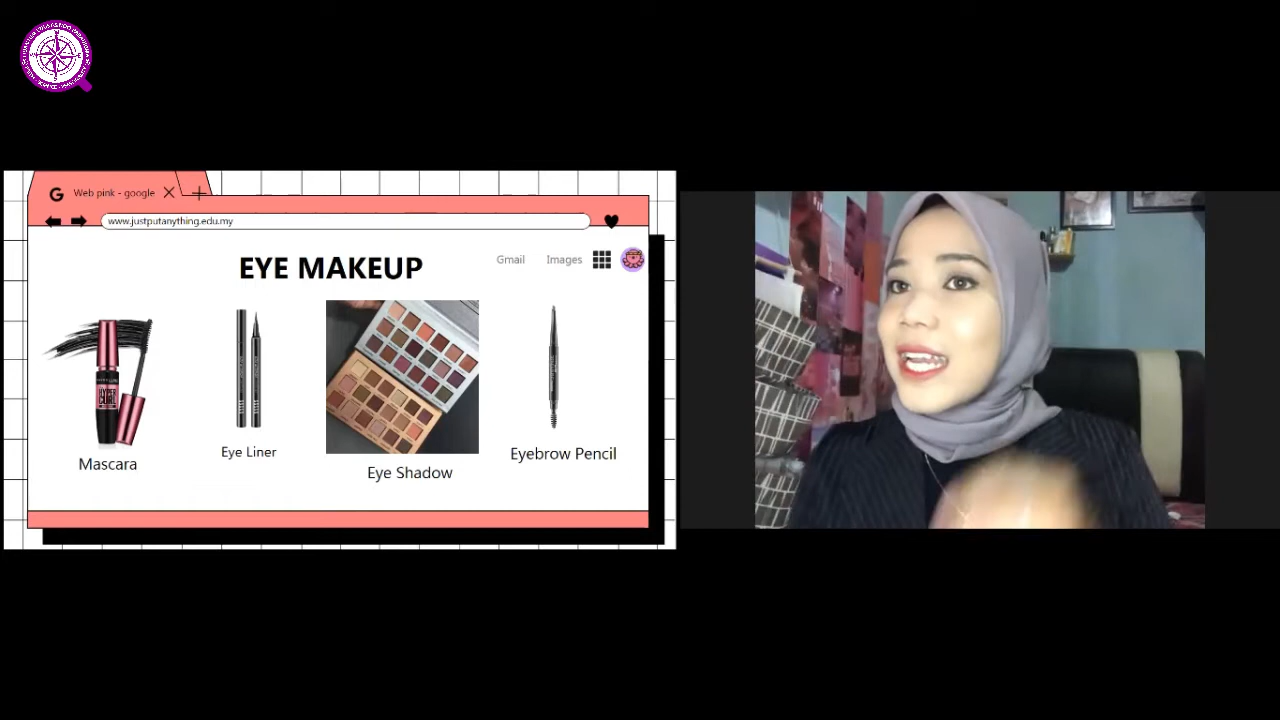 Web pink - google
www.justputanything.edu.my
EYE MAKEUP
Gmail
Images
Mascara
Eye Liner
Eye Shadow
Eyebrow Pencil